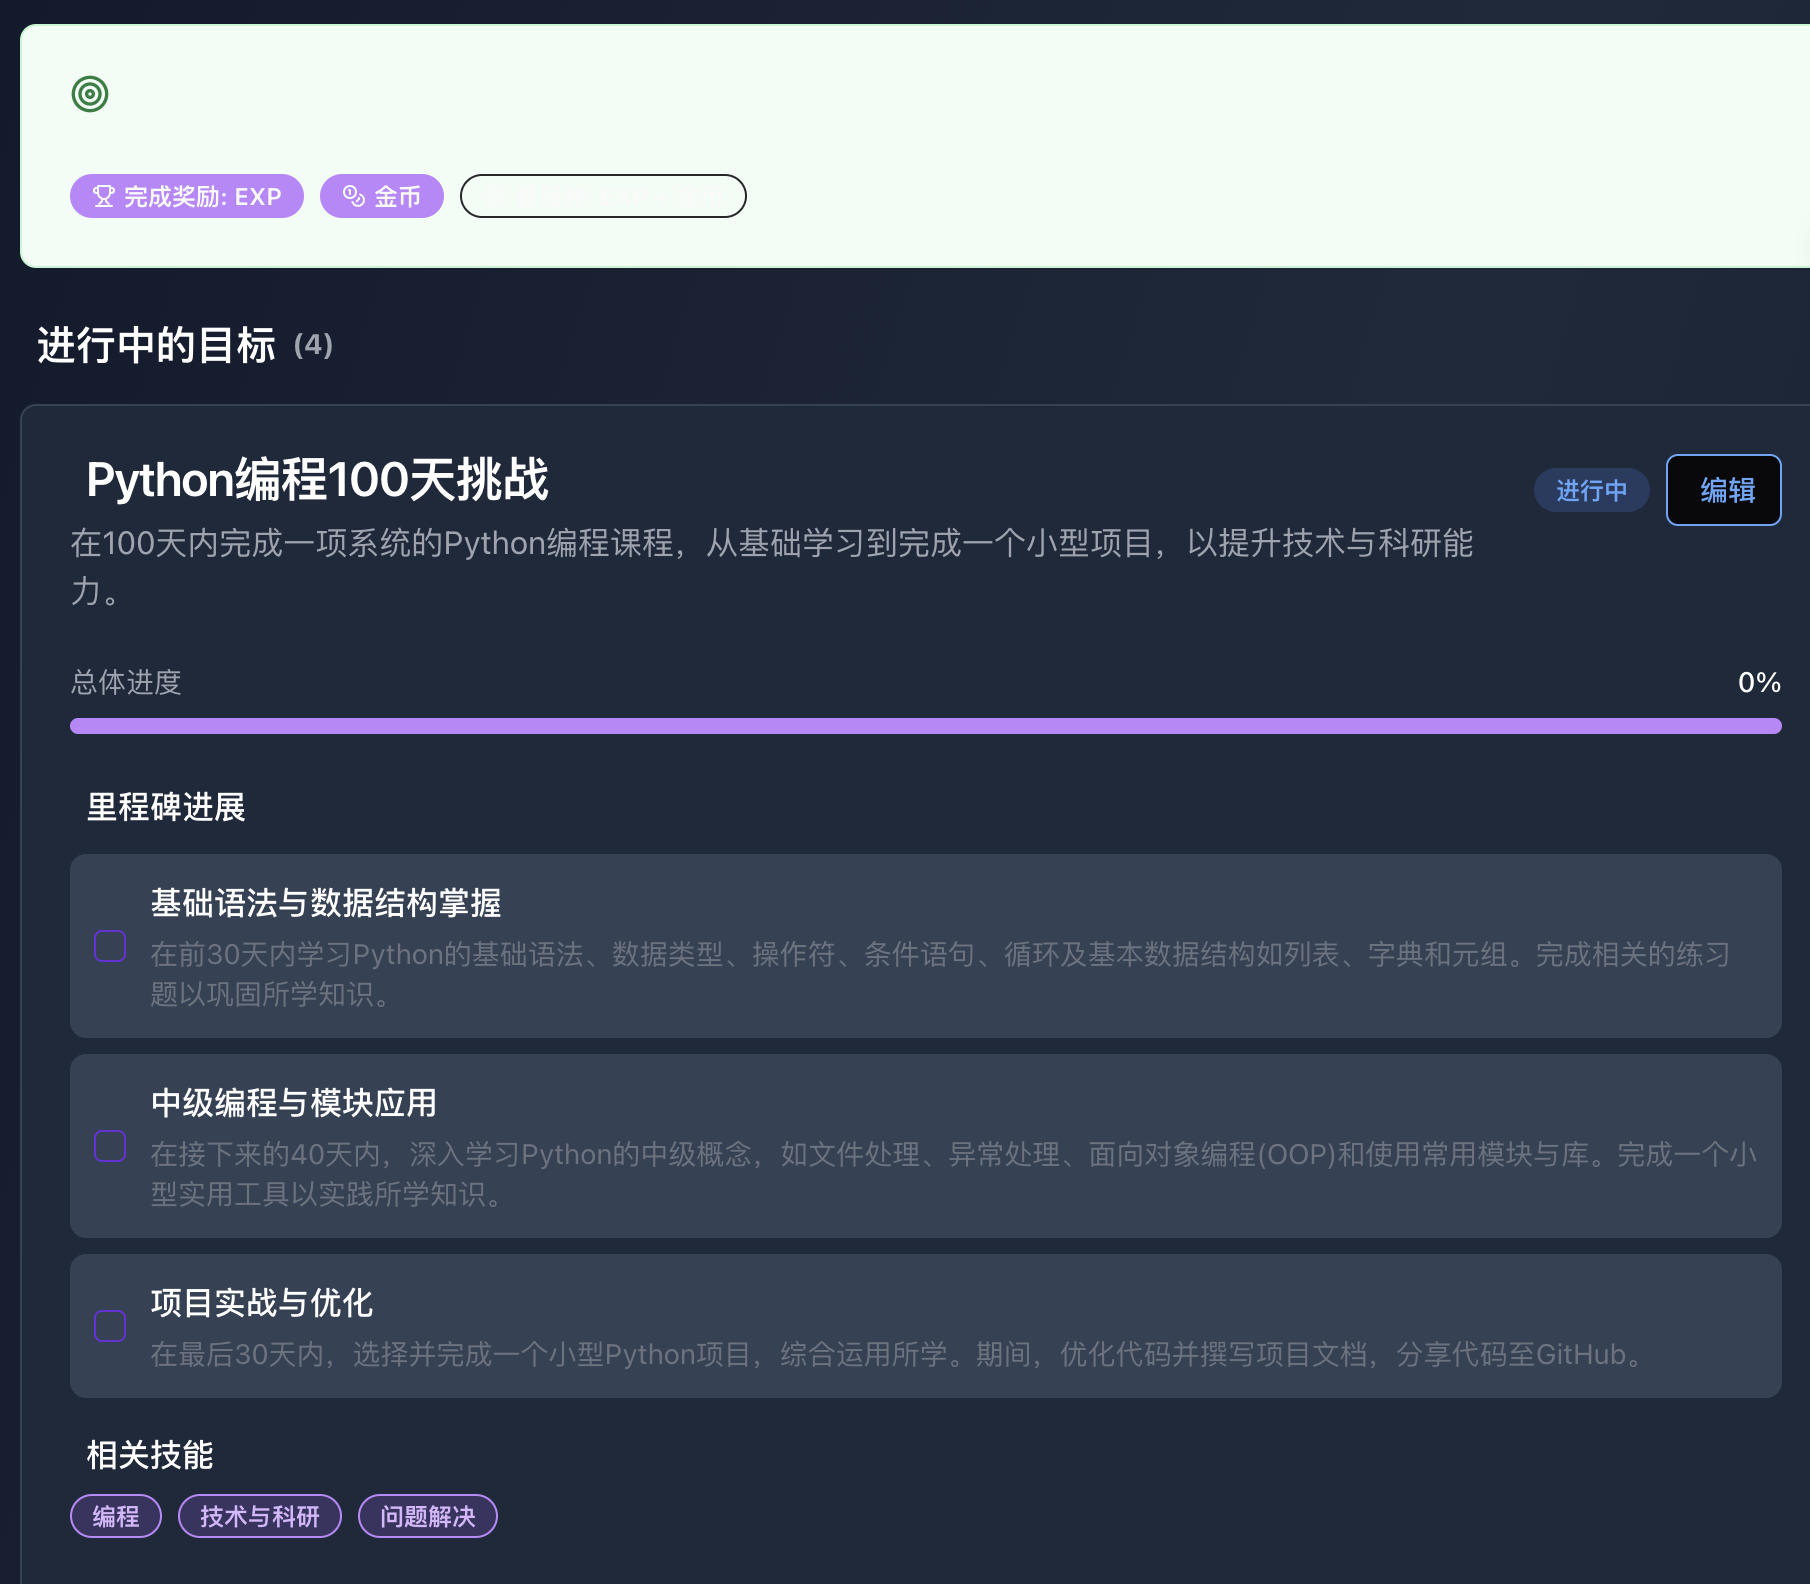 完成奖励: EXP
金币
进行中的目标 (4)
Python编程100天挑战
进行中
编辑
在100天内完成一项系统的Python编程课程，从基础学习到完成一个小型项目，以提升技术与科研能
力。
总体进度
0%
里程碑进展
基础语法与数据结构掌握
在前30天内学习Python的基础语法、数据类型、操作符、条件语句、循环及基本数据结构如列表、字典和元组。完成相关的练习
题以巩固所学知识。
中级编程与模块应用
在接下来的40天内，深入学习Python的中级概念，如文件处理、异常处理、面向对象编程(OOP)和使用常用模块与库。完成一个小
型实用工具以实践所学知识。
项目实战与优化
在最后30天内，选择并完成一个小型Python项目，综合运用所学。期间，优化代码并撰写项目文档，分享代码至GitHub。
相关技能
编程
技术与科研
问题解决